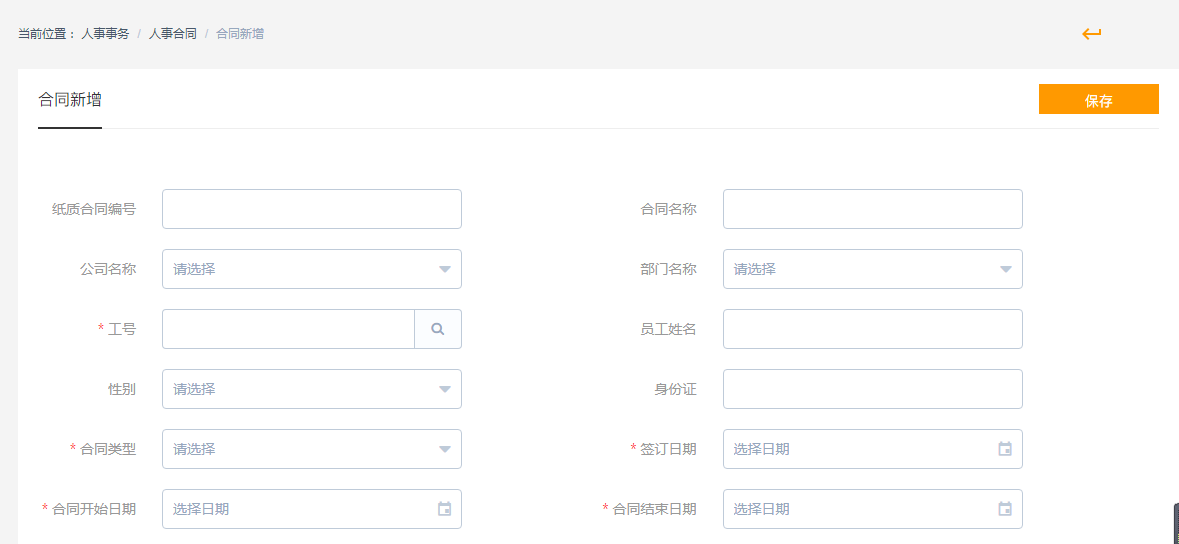 当前位置： 人事事务 / 人事合同 / 合同新增
合同新增
保存
纸质合同编号
合同名称
公司名称 请选择
部门名称 请选择
* 工号
员工姓名
性别 请选择
身份证
* 合同类型 请选择
* 签订日期 选择日期
* 合同开始日期 选择日期
* 合同结束日期 选择日期